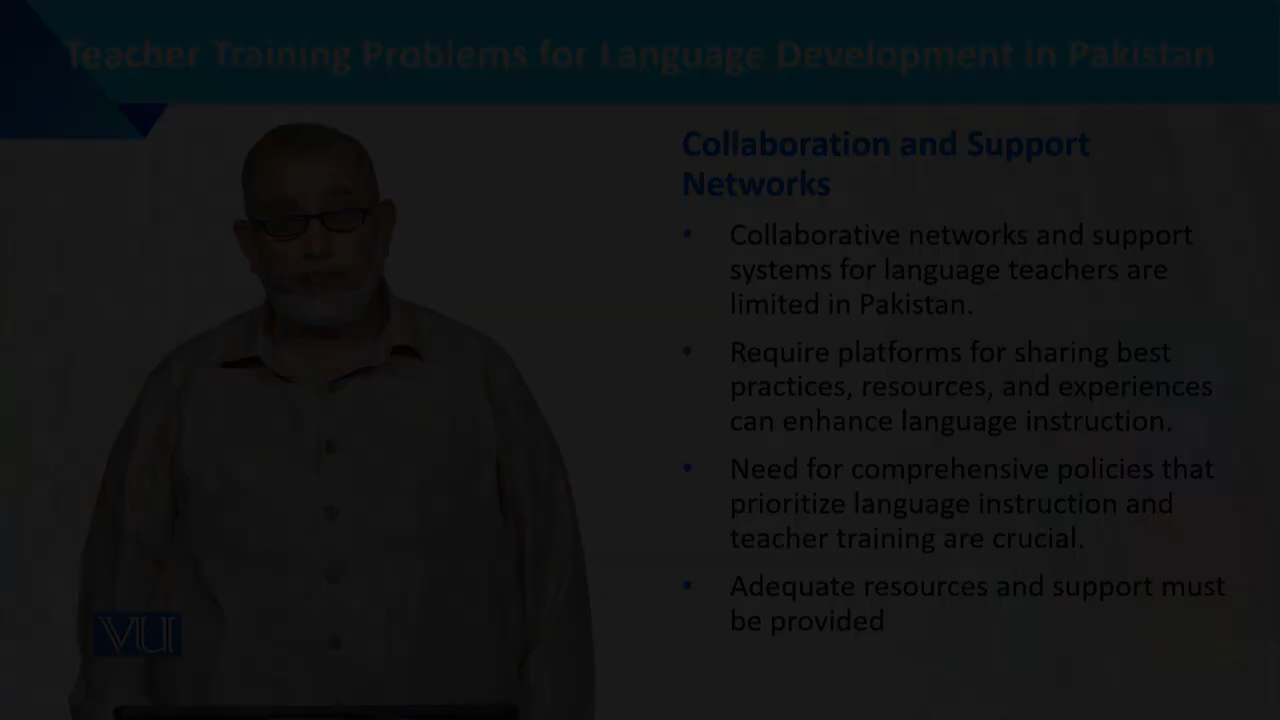 Teacher Training Problems for Language Development in Pakistan
Collaboration and Support
Networks
• Collaborative networks and support
systems for language teachers are
limited in Pakistan.
• Require platforms for sharing best
practices, resources, and experiences
can enhance language instruction.
• Need for comprehensive policies that
prioritize language instruction and
teacher training are crucial.
• Adequate resources and support must
be provided
VU